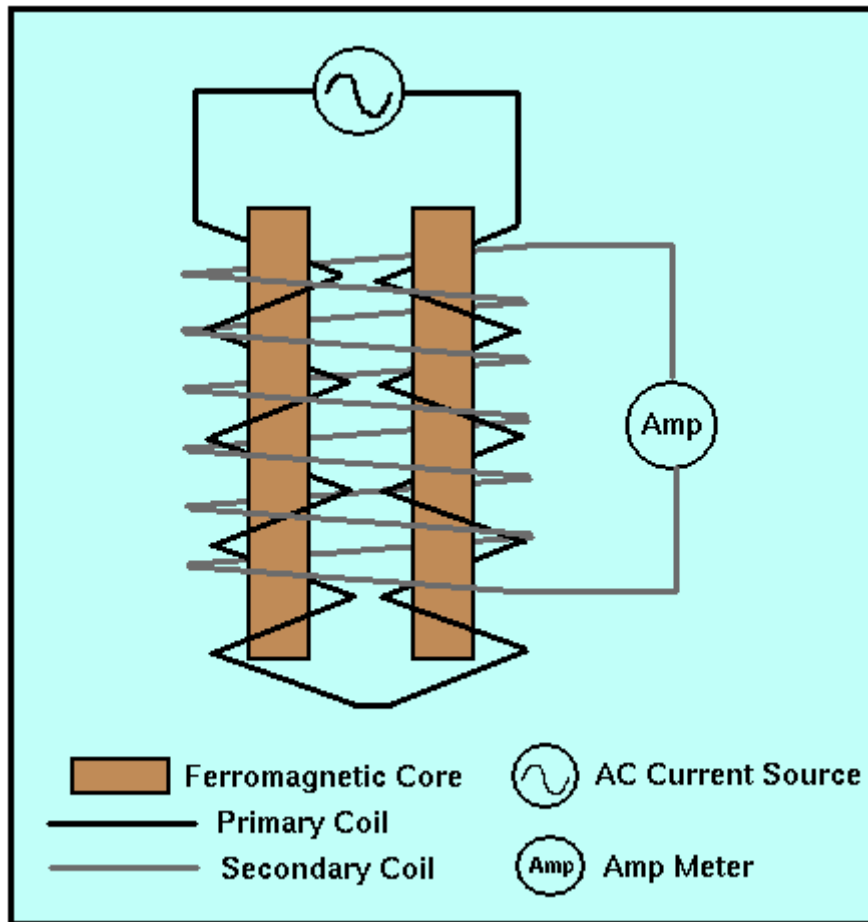 Amp
Ferromagnetic Core
AC Current Source
Primary Coil
Secondary Coil
Amp
Amp Meter